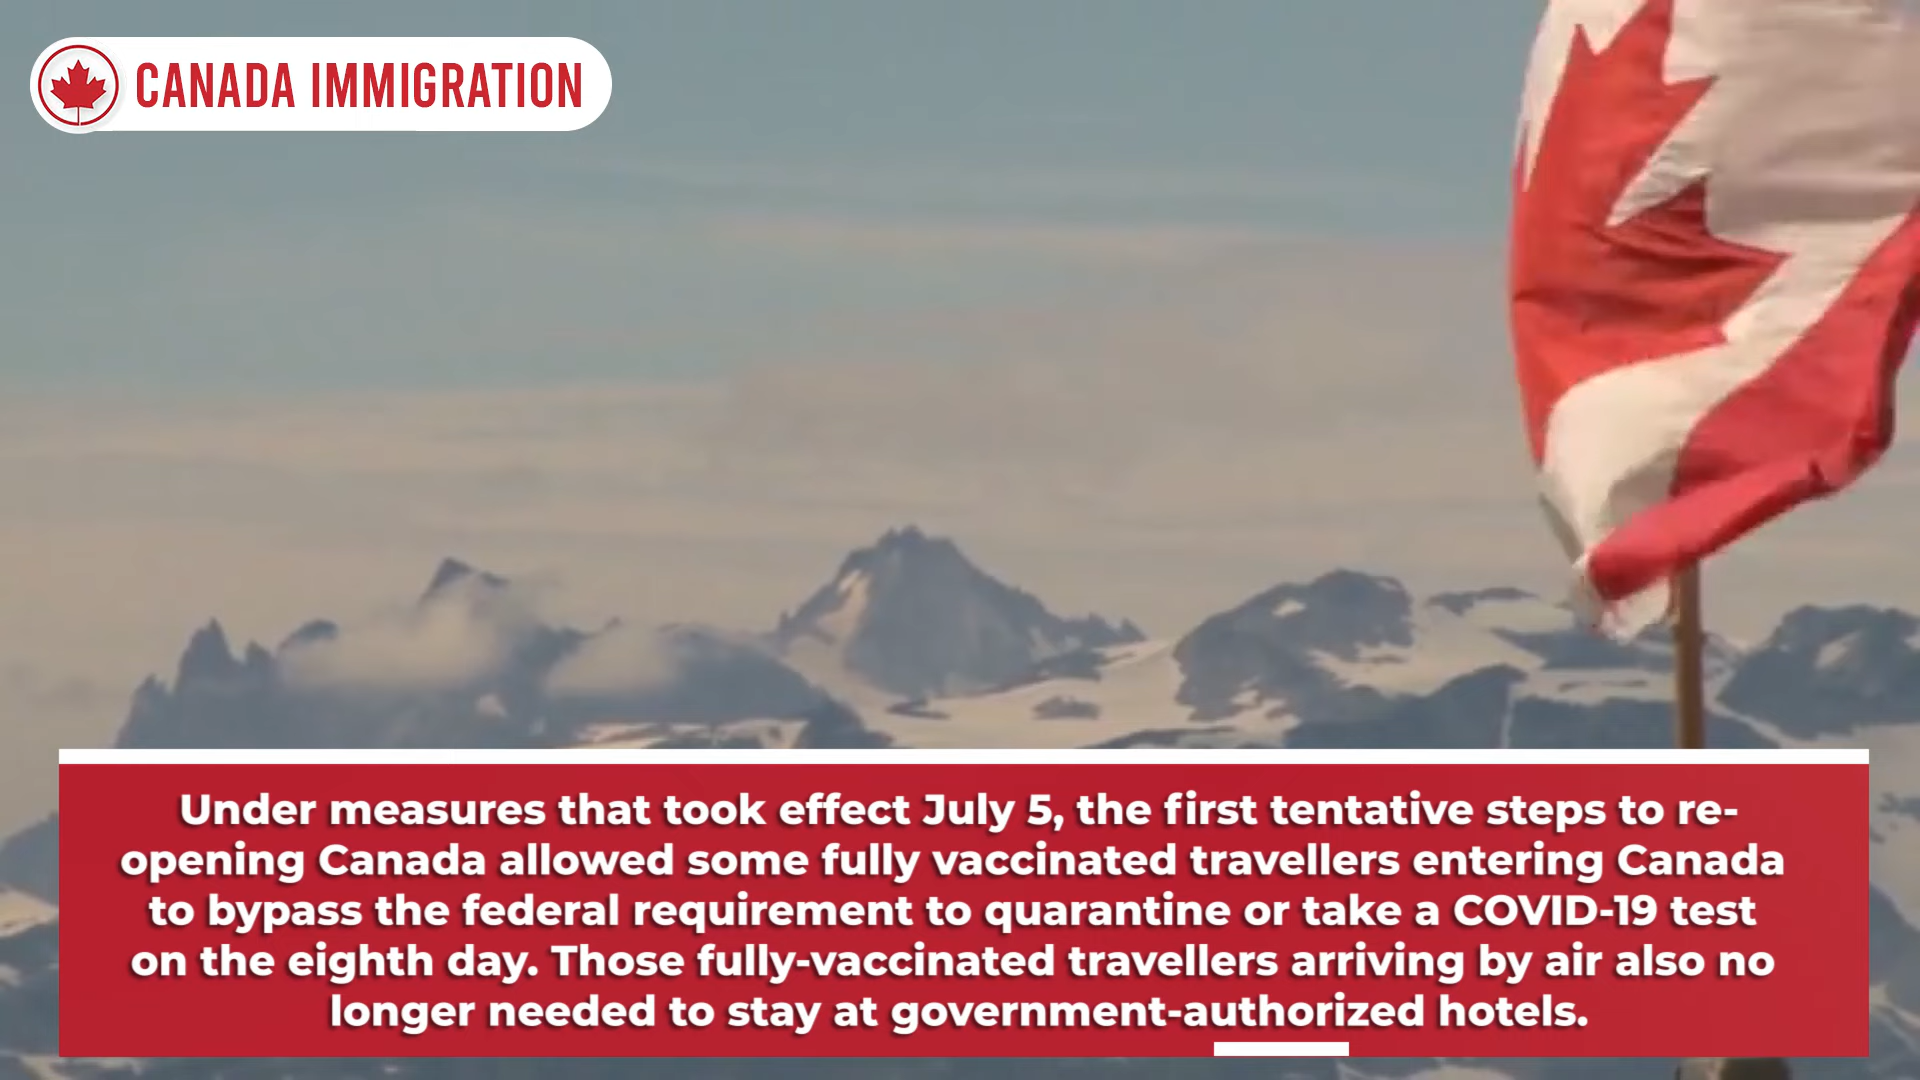 CANADA IMMIGRATION
Under measures that took effect July 5, the first tentative steps to re-
opening Canada allowed some fully vaccinated travellers entering Canada
to bypass the federal requirement to quarantine or take a COVID-19 test
on the eighth day. Those fully-vaccinated travellers arriving by air also no
longer needed to stay at government-authorized hotels.